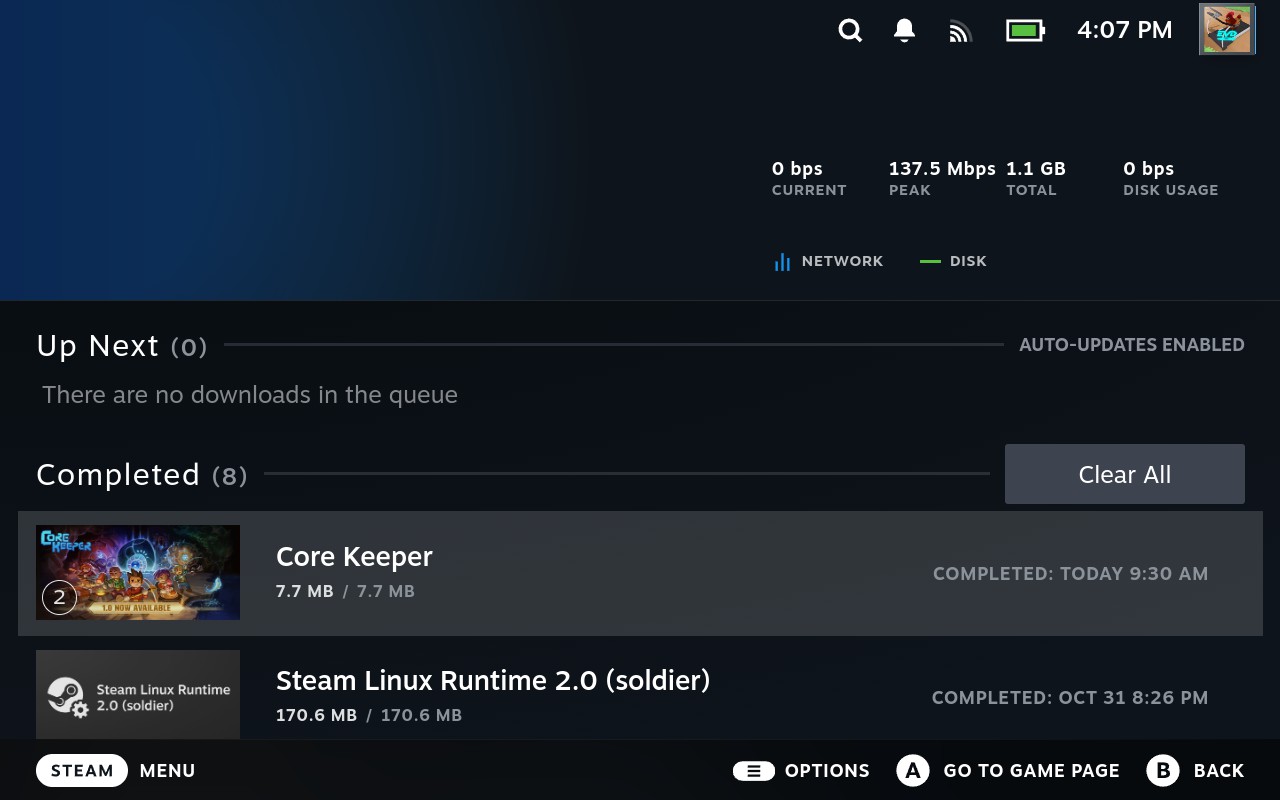 4:07 PM
0 bps 137.5 Mbps 1.1 GB 0 bps
CURRENT PEAK TOTAL DISK USAGE
NETWORK DISK
Up Next (0) AUTO-UPDATES ENABLED
There are no downloads in the queue
Completed (8) Clear All
CORE
KEEPER
2
1.0 NOW AVAILABLE
Core Keeper
7.7 MB / 7.7 MB
COMPLETED: TODAY 9:30 AM
Steam Linux Runtime
2.0 (soldier)
Steam Linux Runtime 2.0 (soldier)
170.6 MB / 170.6 MB
COMPLETED: OCT 31 8:26 PM
STEAM MENU OPTIONS A GO TO GAME PAGE B BACK